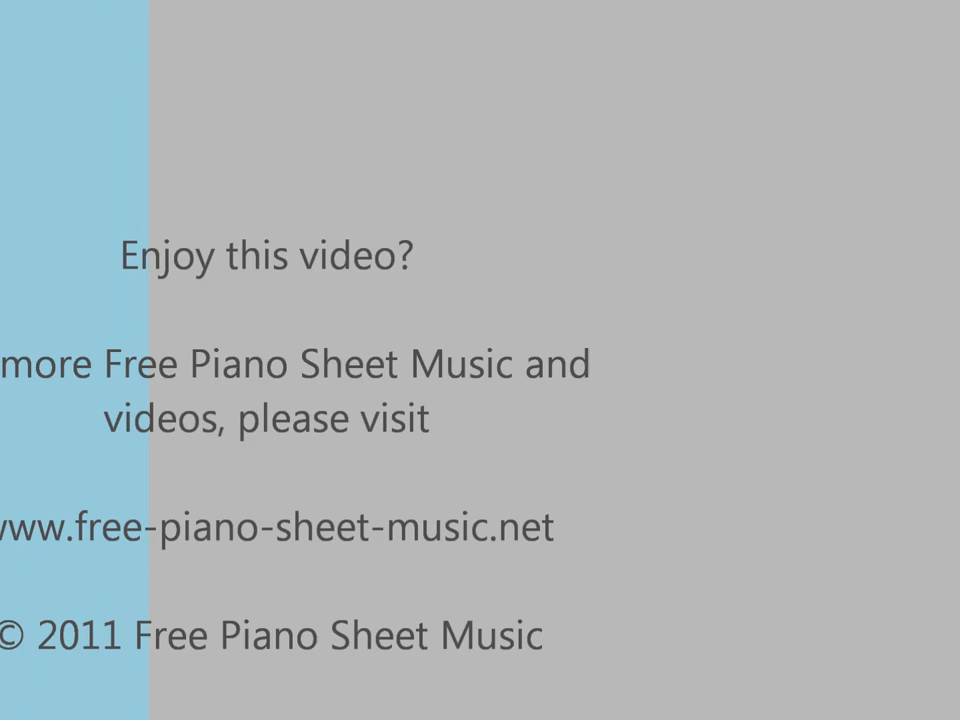 Enjoy this video?
more Free Piano Sheet Music and
videos, please visit
www.free-piano-sheet-music.net
© 2011 Free Piano Sheet Music